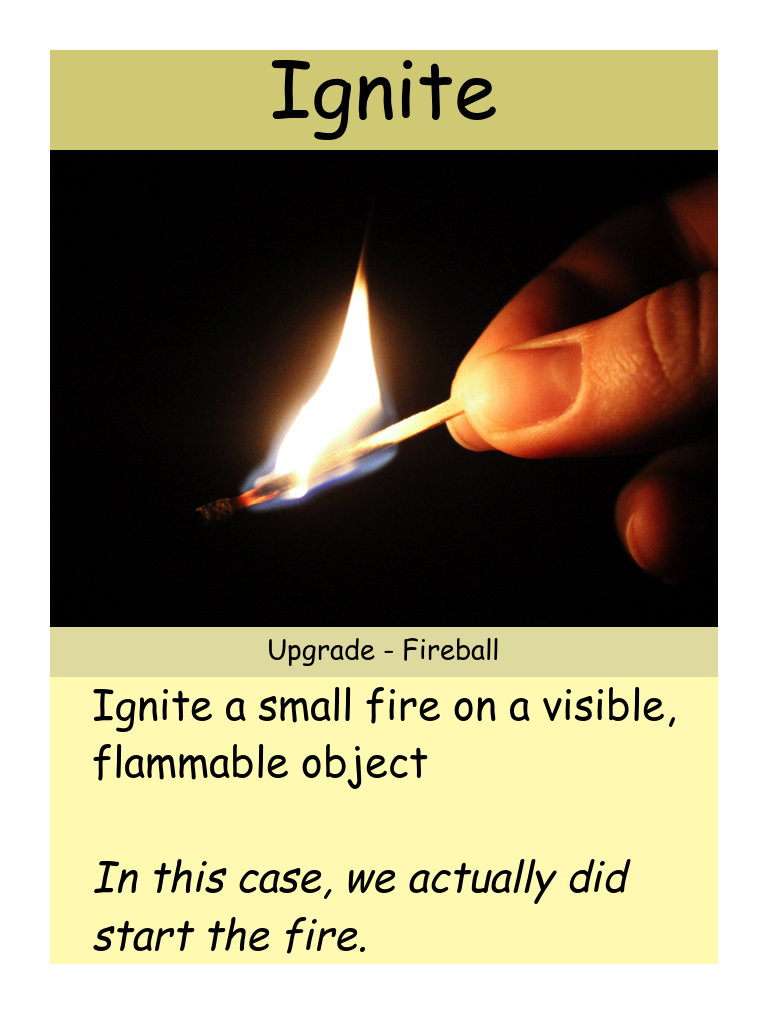 Ignite
Upgrade - Fireball
Ignite a small fire on a visible,
flammable object
In this case, we actually did
start the fire.